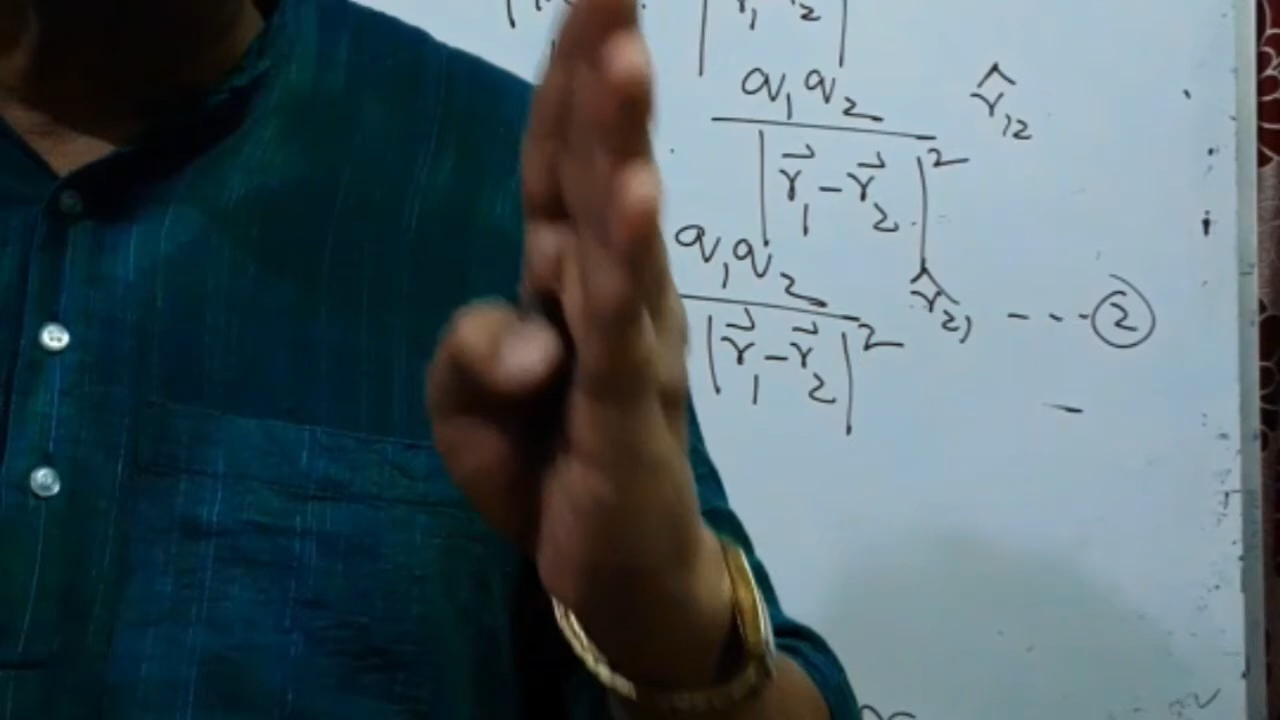 q₁q₂ / |r⃗₁ - r⃗₂|² r̂₁₂
q₁q₂ / |r⃗₁ - r⃗₂|² r̂₂₁ ---②